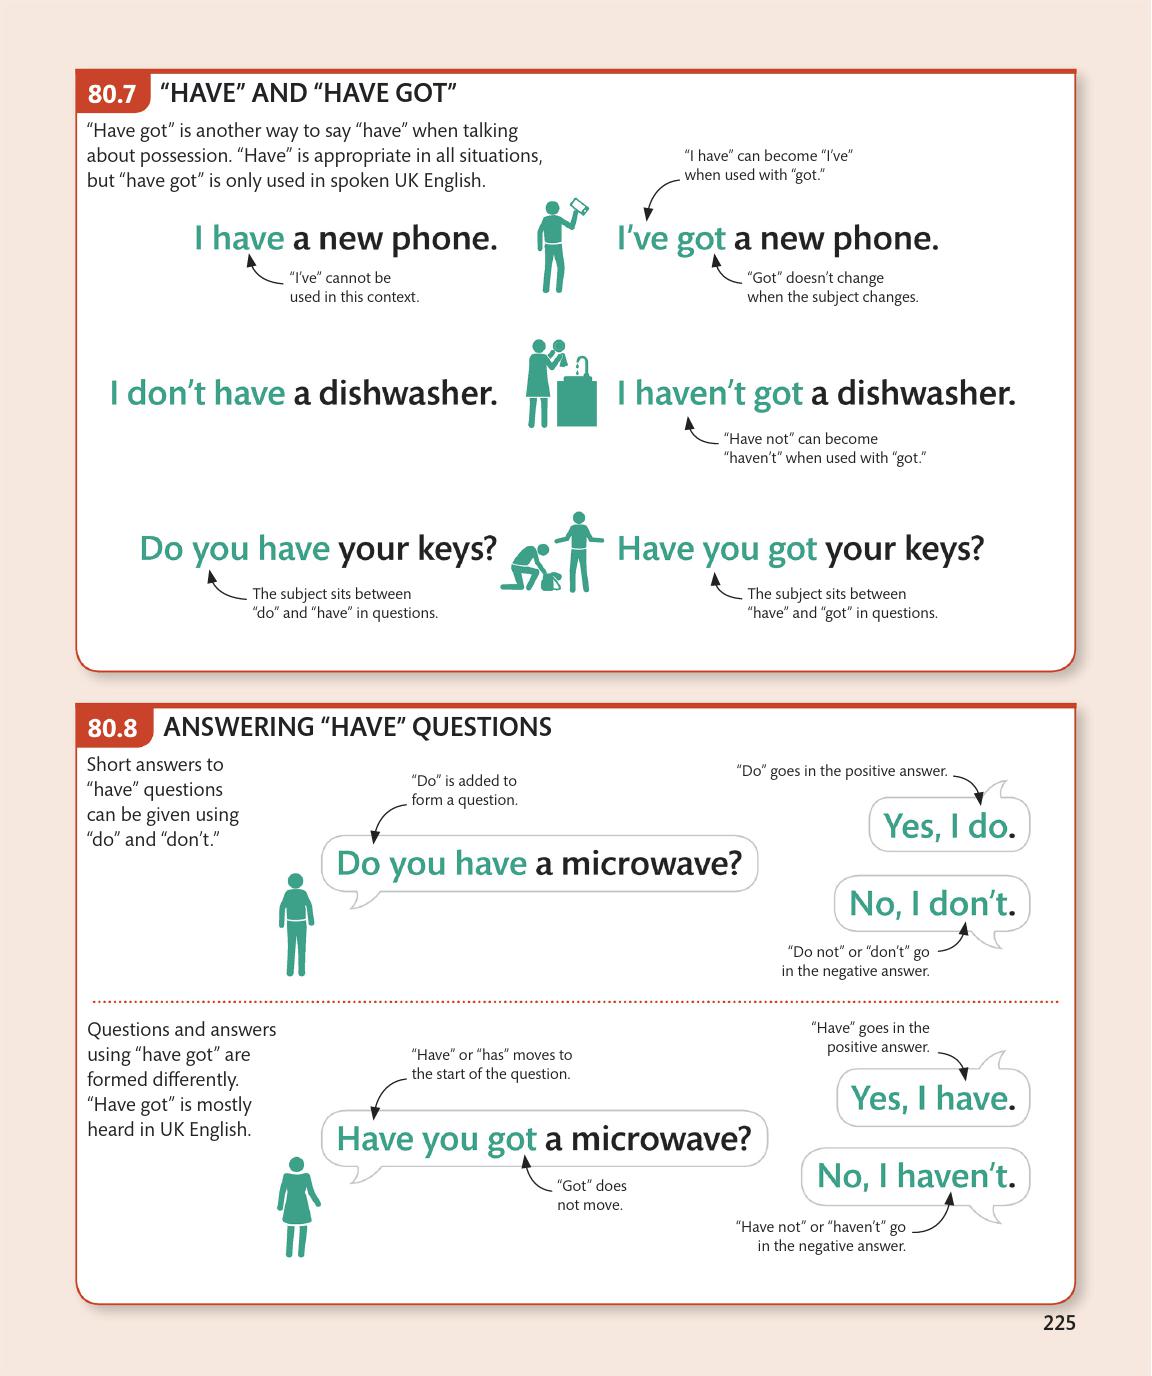 80.7 “HAVE” AND “HAVE GOT”
“Have got” is another way to say “have” when talking
about possession. “Have” is appropriate in all situations,
but “have got” is only used in spoken UK English.
“I have” can become “I’ve”
when used with “got.”
I have a new phone.
I’ve got a new phone.
“I’ve” cannot be
used in this context.
“Got” doesn’t change
when the subject changes.
I don’t have a dishwasher.
I haven’t got a dishwasher.
“Have not” can become
“haven’t” when used with “got.”
Do you have your keys?
Have you got your keys?
The subject sits between
“do” and “have” in questions.
The subject sits between
“have” and “got” in questions.
80.8 ANSWERING “HAVE” QUESTIONS
Short answers to
“have” questions
can be given using
“do” and “don’t.”
“Do” is added to
form a question.
Do you have a microwave?
“Do” goes in the positive answer.
Yes, I do.
No, I don’t.
“Do not” or “don’t” go
in the negative answer.
Questions and answers
using “have got” are
formed differently.
“Have got” is mostly
heard in UK English.
“Have” or “has” moves to
the start of the question.
Have you got a microwave?
“Got” does
not move.
“Have” goes in the
positive answer.
Yes, I have.
No, I haven’t.
“Have not” or “haven’t” go
in the negative answer.
225